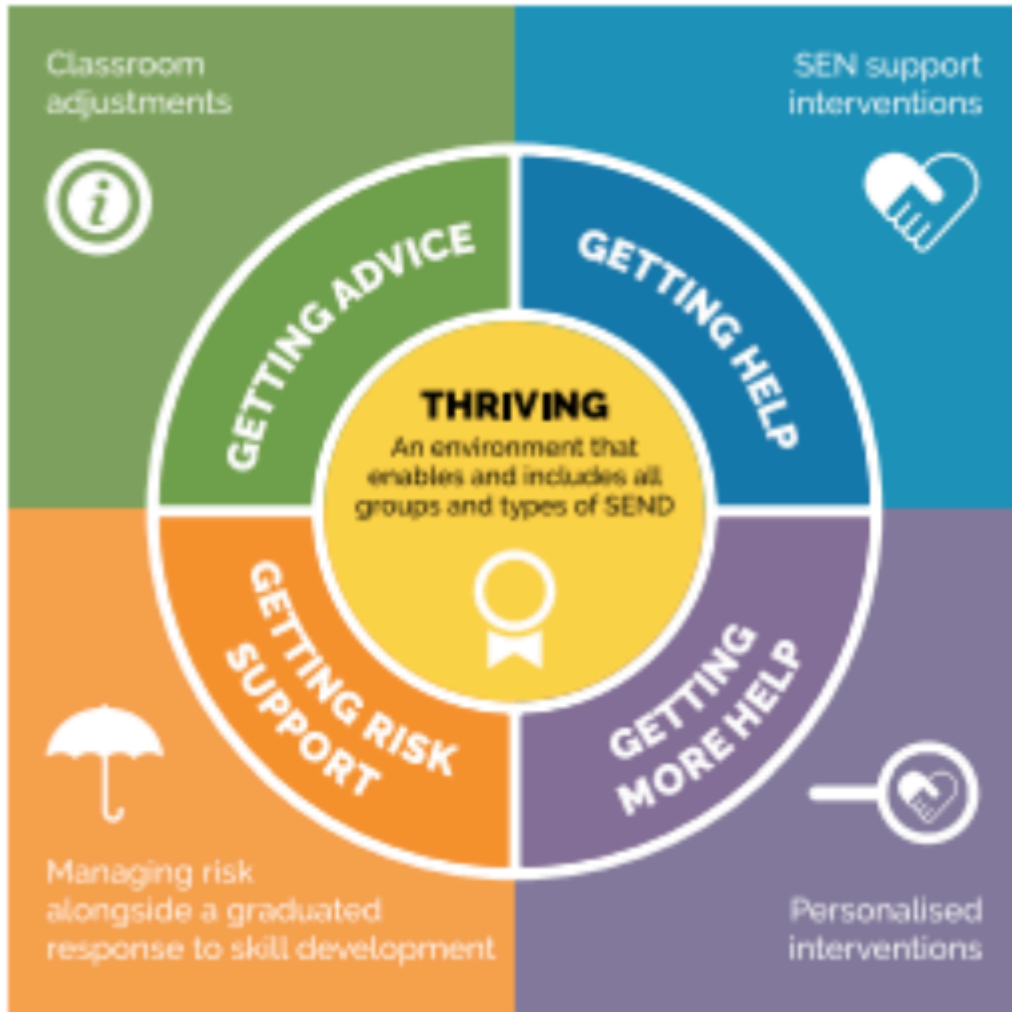 Classroom
adjustments
SEN support
interventions
i
GETTING ADVICE
GETTING HELP
THRIVING
An environment that
enables and includes all
groups and types of SEND
GETTING RISK
SUPPORT
GETTING
MORE HELP
Managing risk
alongside a graduated
response to skill development
Personalised
interventions